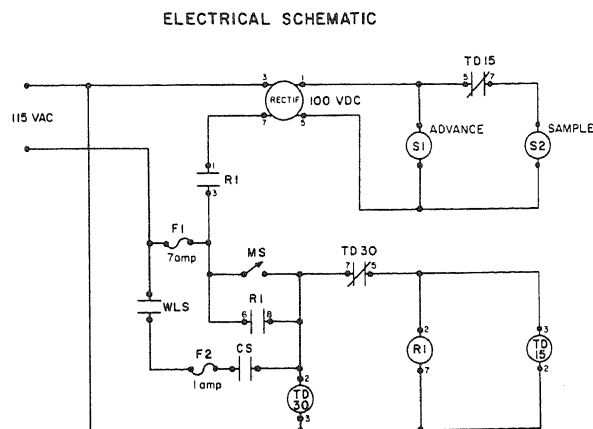 ELECTRICAL SCHEMATIC
TD15
3 1 5 7
115 VAC
RECTIF
100 VDC
7 5
ADVANCE
SAMPLE
S1
S2
1
R1
3
F1
7amp
MS
TD30
7 5
WLS
R1
6 8
F2
CS
1amp
2
R1
7
3
TD
15
2
2
TD
30
3